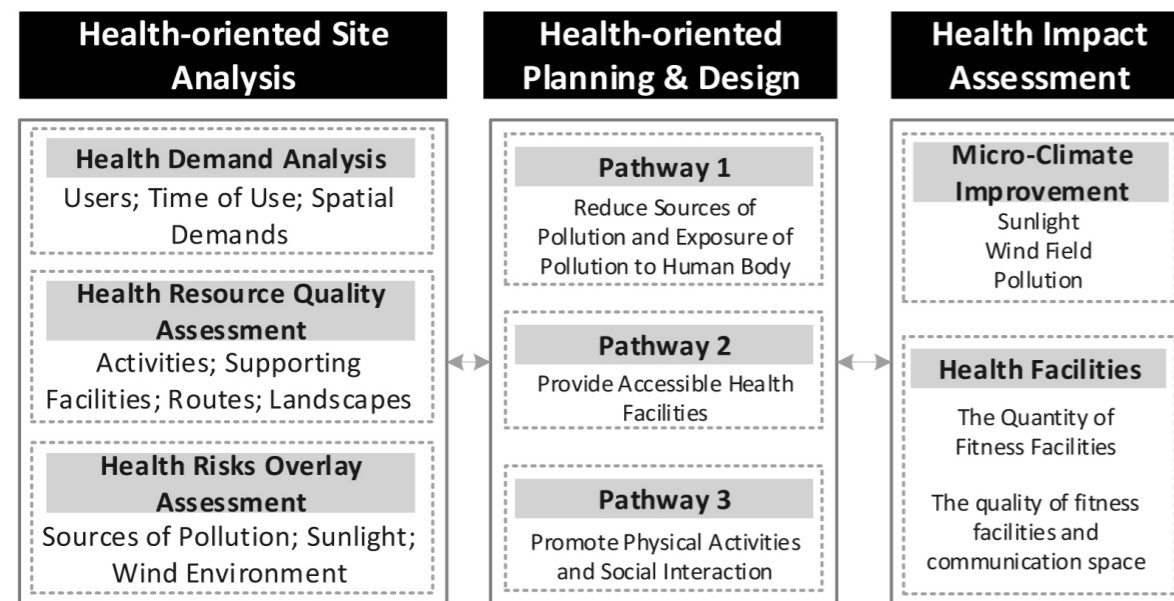 Health-oriented Site
Analysis
Health Demand Analysis
Users; Time of Use; Spatial
Demands
Health Resource Quality
Assessment
Activities; Supporting
Facilities; Routes; Landscapes
Health Risks Overlay
Assessment
Sources of Pollution; Sunlight;
Wind Environment
Health-oriented
Planning & Design
Pathway 1
Reduce Sources of
Pollution and Exposure of
Pollution to Human Body
Pathway 2
Provide Accessible Health
Facilities
Pathway 3
Promote Physical Activities
and Social Interaction
Health Impact
Assessment
Micro-Climate
Improvement
Sunlight
Wind Field
Pollution
Health Facilities
The Quantity of
Fitness Facilities
The quality of fitness
facilities and
communication space